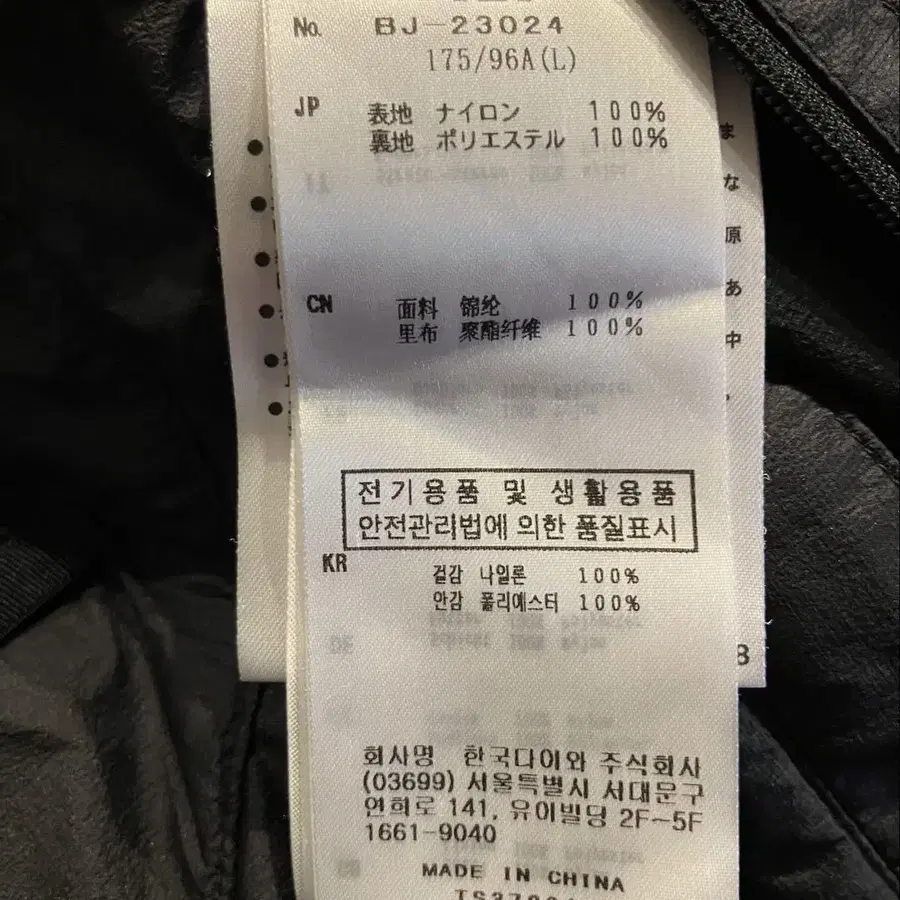 No. BJ-23024
175/96A(L)
JP 表地 ナイロン 100%
裏地 ポリエステル 100%
CN 面料 锦纶 100%
里布 聚酯纤维 100%
전기용품 및 생활용품
안전관리법에 의한 품질표시
KR
겉감 나일론 100%
안감 폴리에스터 100%
회사명 한국다이와 주식회사
(03699) 서울특별시 서대문구
연희로 141, 유이빌딩 2F~5F
1661-9040
MADE IN CHINA
ま
な
原
あ
中
B